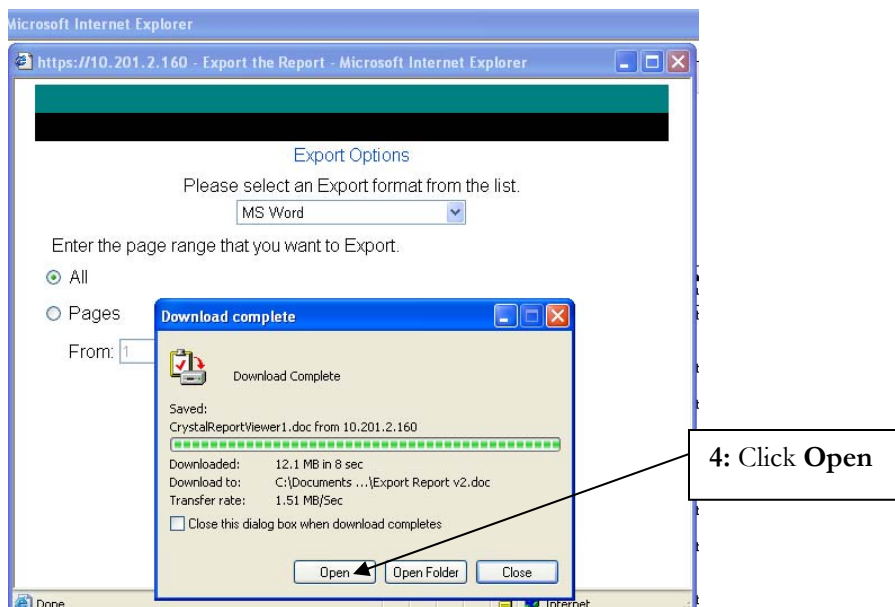 Microsoft Internet Explorer
https://10.201.2.160 - Export the Report - Microsoft Internet Explorer
Export Options
Please select an Export format from the list.
MS Word
Enter the page range that you want to Export.
All
Pages
From: 1
Download complete
Download Complete
Saved:
CrystalReportViewer1.doc from 10.201.2.160
Downloaded: 12.1 MB in 8 sec
Download to: C:\Documents ...\Export Report v2.doc
Transfer rate: 1.51 MB/Sec
Close this dialog box when download completes
4: Click Open
Open Open Folder Close
Done Internet